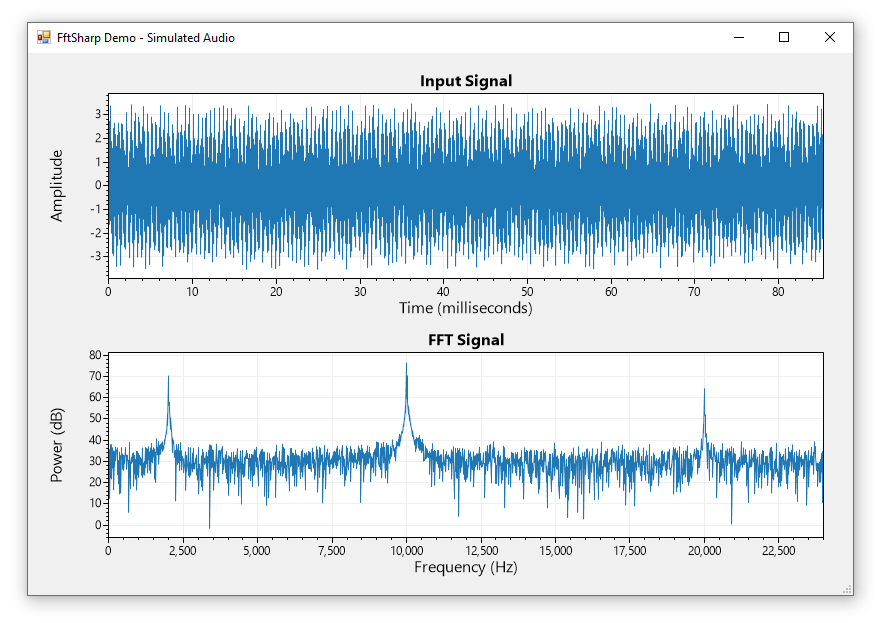 FftSharp Demo - Simulated Audio
Input Signal
Amplitude
3
2
1
0
-1
-2
-3
0 10 20 30 40 50 60 70 80
Time (milliseconds)
FFT Signal
Power (dB)
80
70
60
50
40
30
20
10
0
0 2,500 5,000 7,500 10,000 12,500 15,000 17,500 20,000 22,500
Frequency (Hz)